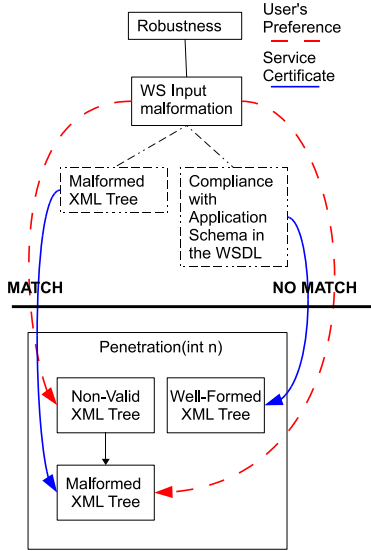 User's
Preference
Service
Certificate
Robustness
WS Input
malformation
Malformed
XML Tree
Compliance
with
Application
Schema in
the WSDL
MATCH
NO MATCH
Penetration(int n)
Non-Valid
XML Tree
Well-Formed
XML Tree
Malformed
XML Tree